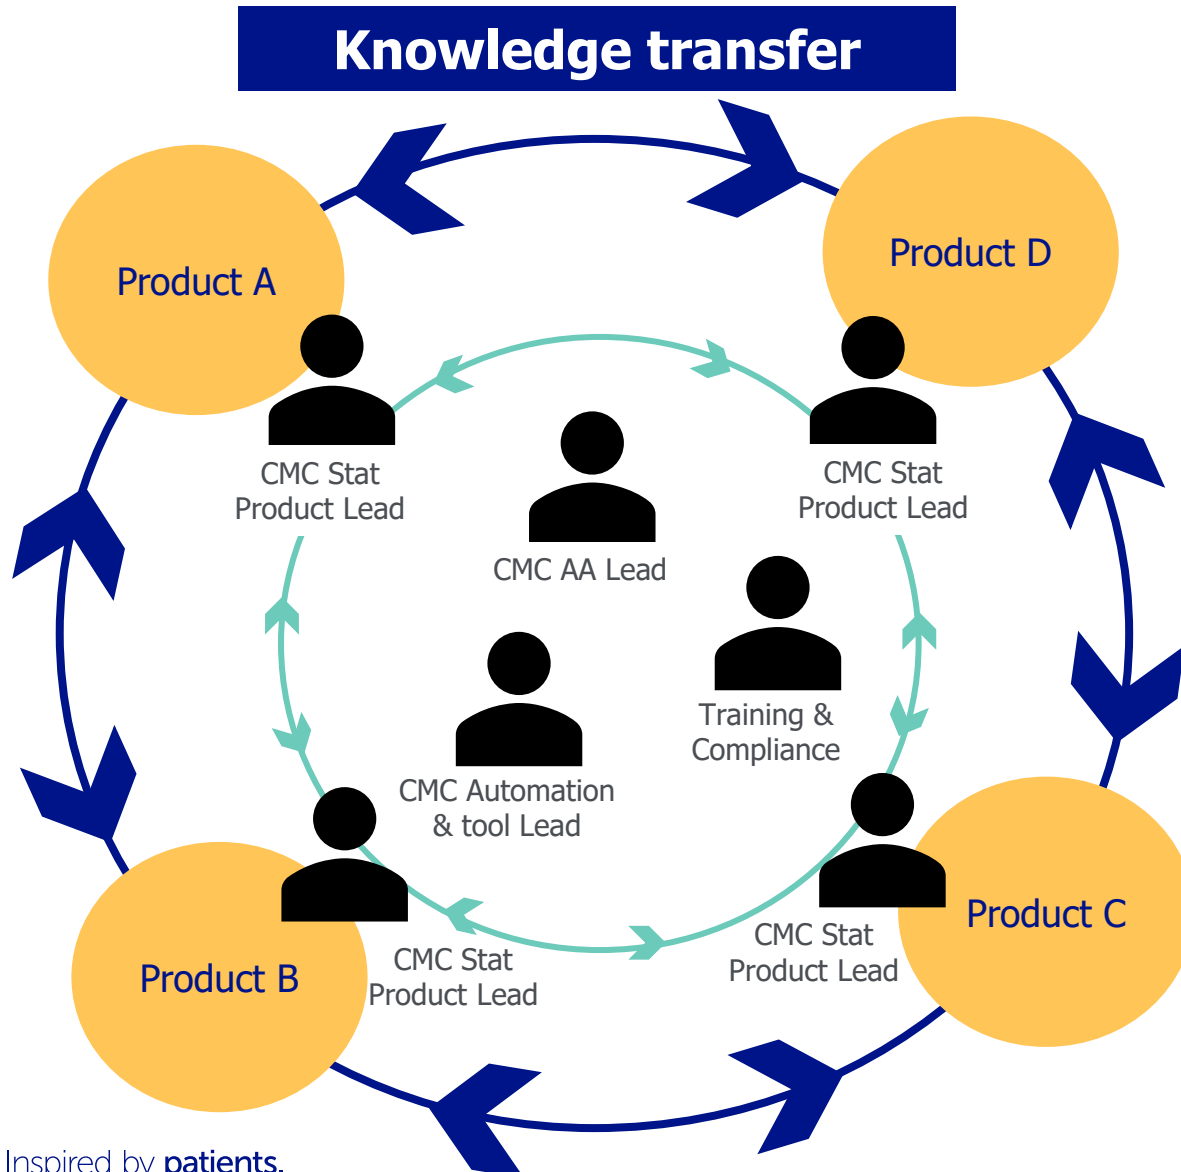 Knowledge transfer
Product A
Product D
CMC Stat
Product Lead
CMC Stat
Product Lead
CMC AA Lead
Training &
Compliance
CMC Automation
& tool Lead
Product B
CMC Stat
Product Lead
CMC Stat
Product Lead
Product C
Inspired by patients.